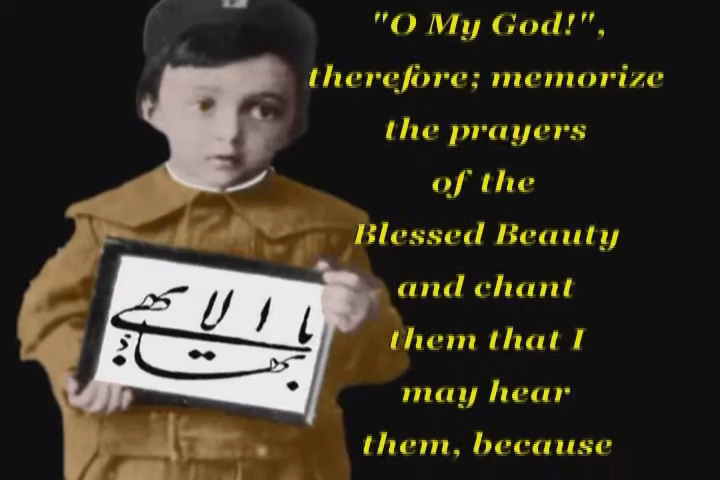 "O My God!",
therefore; memorize
the prayers
of the
Blessed Beauty
and chant
them that I
may hear
them, because
یا بهاء الابهی